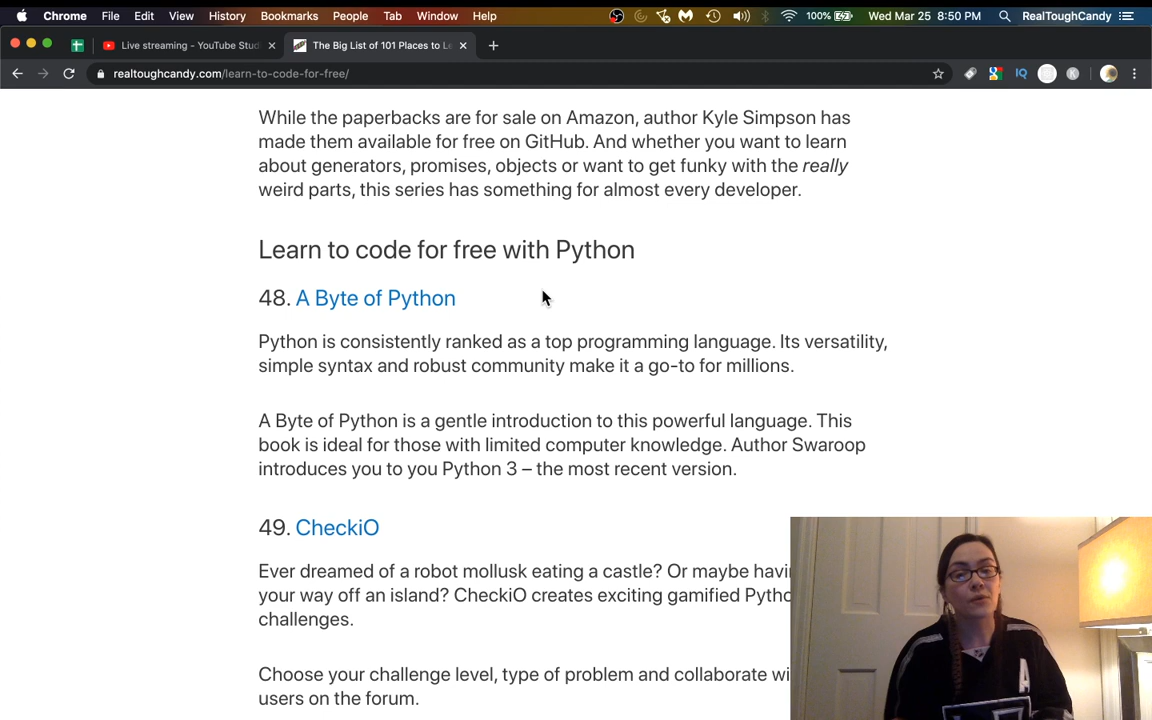 Chrome File Edit View History Bookmarks People Tab Window Help 100% Wed Mar 25 8:50 PM RealToughCandy
Live streaming - YouTube Stud × The Big List of 101 Places to Le × +
realtoughcandy.com/learn-to-code-for-free/ IQ K
While the paperbacks are for sale on Amazon, author Kyle Simpson has
made them available for free on GitHub. And whether you want to learn
about generators, promises, objects or want to get funky with the really
weird parts, this series has something for almost every developer.
Learn to code for free with Python
48. A Byte of Python
Python is consistently ranked as a top programming language. Its versatility,
simple syntax and robust community make it a go-to for millions.
A Byte of Python is a gentle introduction to this powerful language. This
book is ideal for those with limited computer knowledge. Author Swaroop
introduces you to you Python 3 – the most recent version.
49. CheckiO
Ever dreamed of a robot mollusk eating a castle? Or maybe havi
your way off an island? CheckiO creates exciting gamified Pytho
challenges.
Choose your challenge level, type of problem and collaborate wi
users on the forum.
A